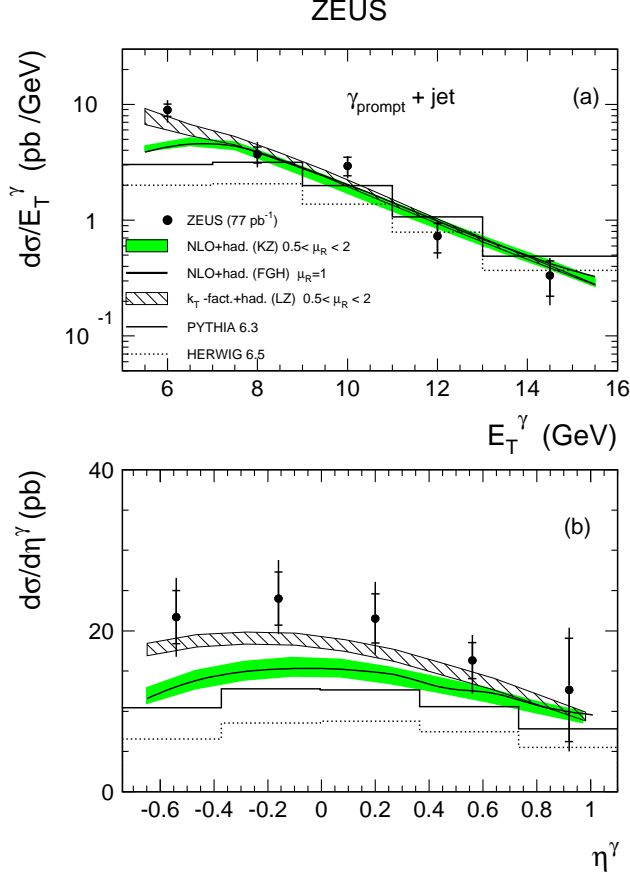 ZEUS
dσ/E_T^γ (pb /GeV)
γ_prompt + jet
(a)
10
1
10^-1
ZEUS (77 pb^-1)
NLO+had. (KZ) 0.5< μ_R < 2
NLO+had. (FGH) μ_R=1
k_T -fact.+had. (LZ) 0.5< μ_R < 2
PYTHIA 6.3
HERWIG 6.5
6 8 10 12 14 16
E_T^γ (GeV)
dσ/dη^γ (pb)
(b)
40
20
0
-0.6 -0.4 -0.2 0 0.2 0.4 0.6 0.8 1
η^γ